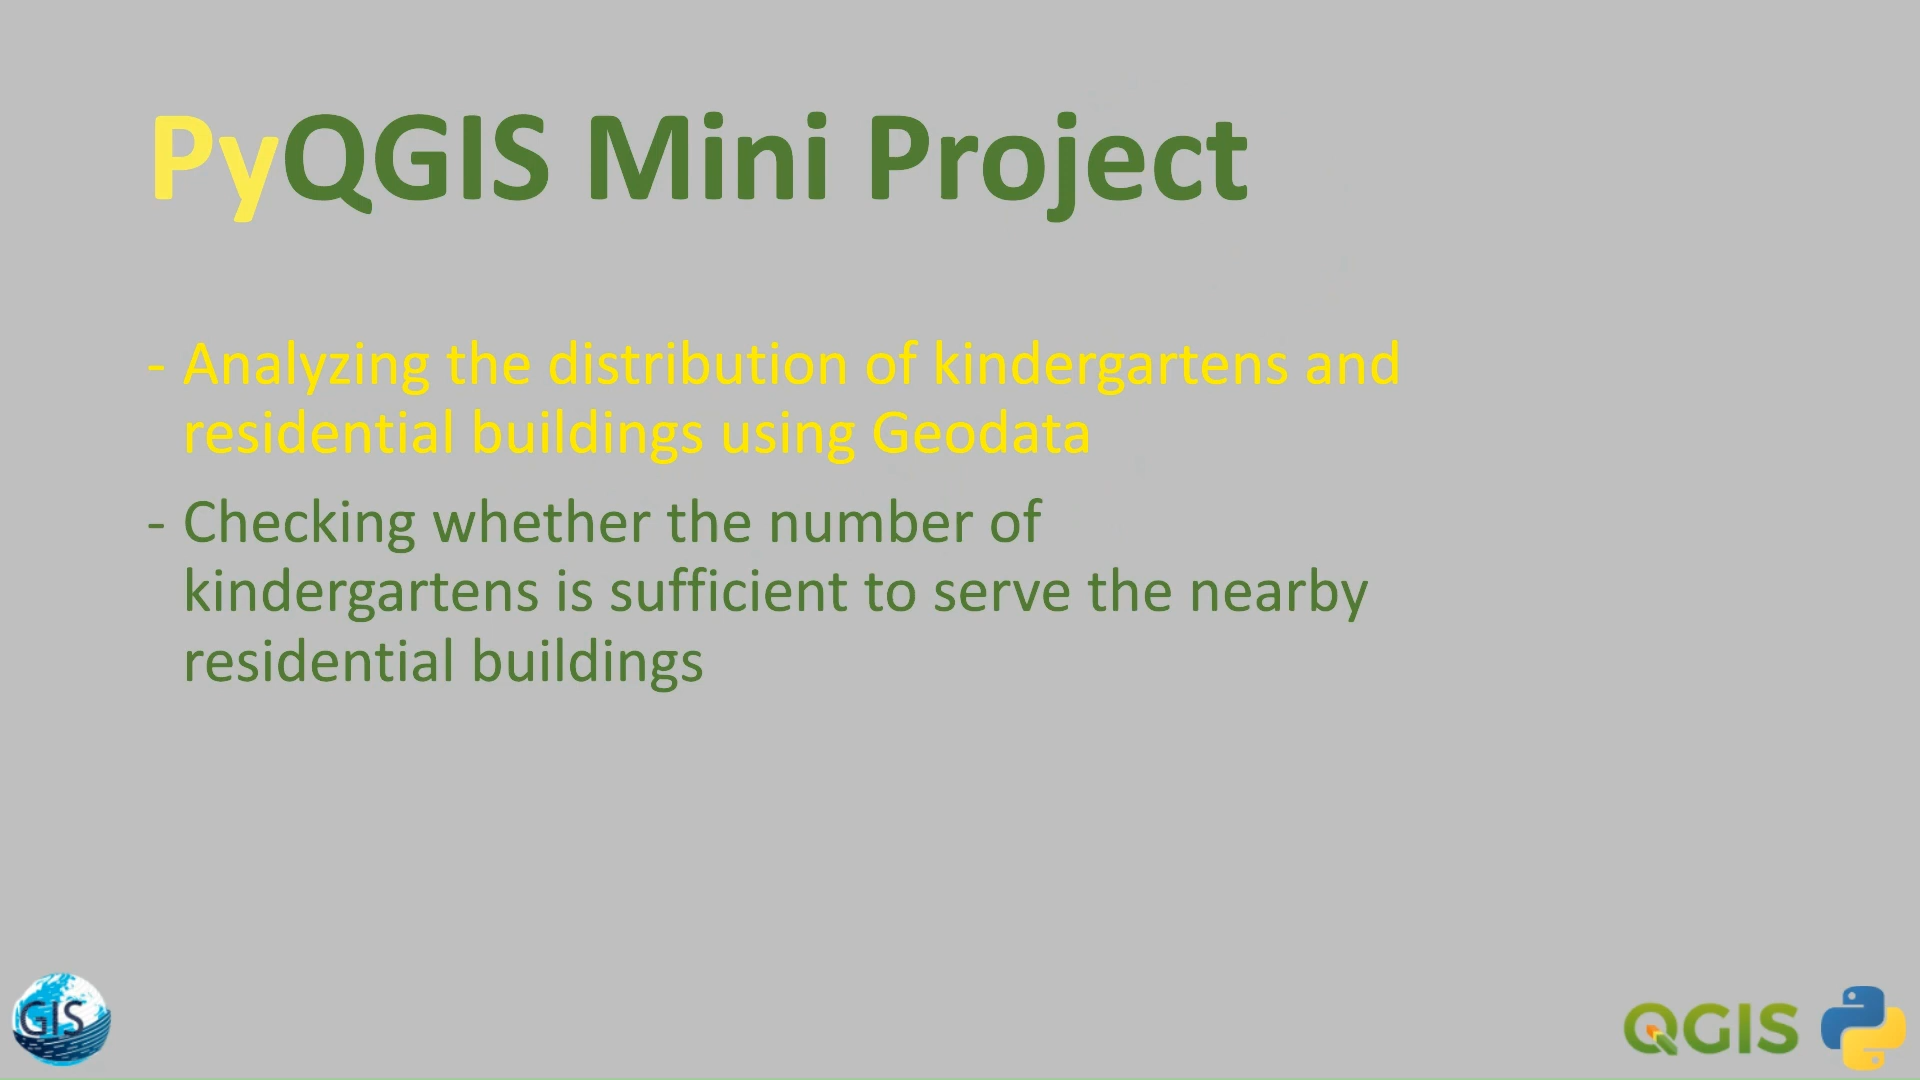 PyQGIS Mini Project
- Analyzing the distribution of kindergartens and
residential buildings using Geodata
- Checking whether the number of
kindergartens is sufficient to serve the nearby
residential buildings
GIS
QGIS